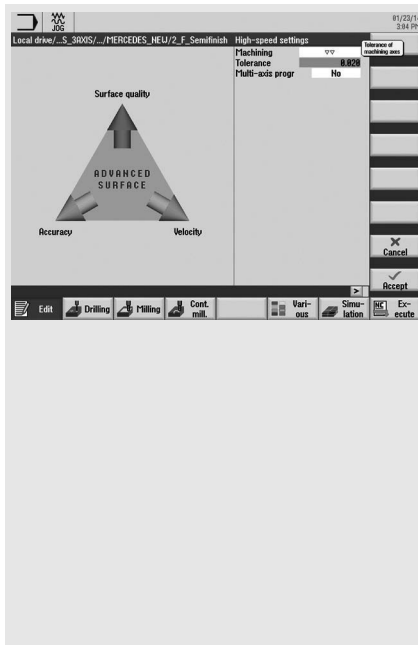 01/23/1
3:04 PM
JOG
Local drive/...S_3AXIS/.../MERCEDES_NEW/2_F_Semifinish
High-speed settings
Tolerance of
machining axes
Machining ▽▽
Tolerance 0.020
Multi-axis progr No
Surface quality
ADVANCED
SURFACE
Accuracy
Velocity
Cancel
Accept
>
Edit
Drilling
Milling
Cont.
mill.
Vari-
ous
Simu-
lation
NC
Ex-
ecute